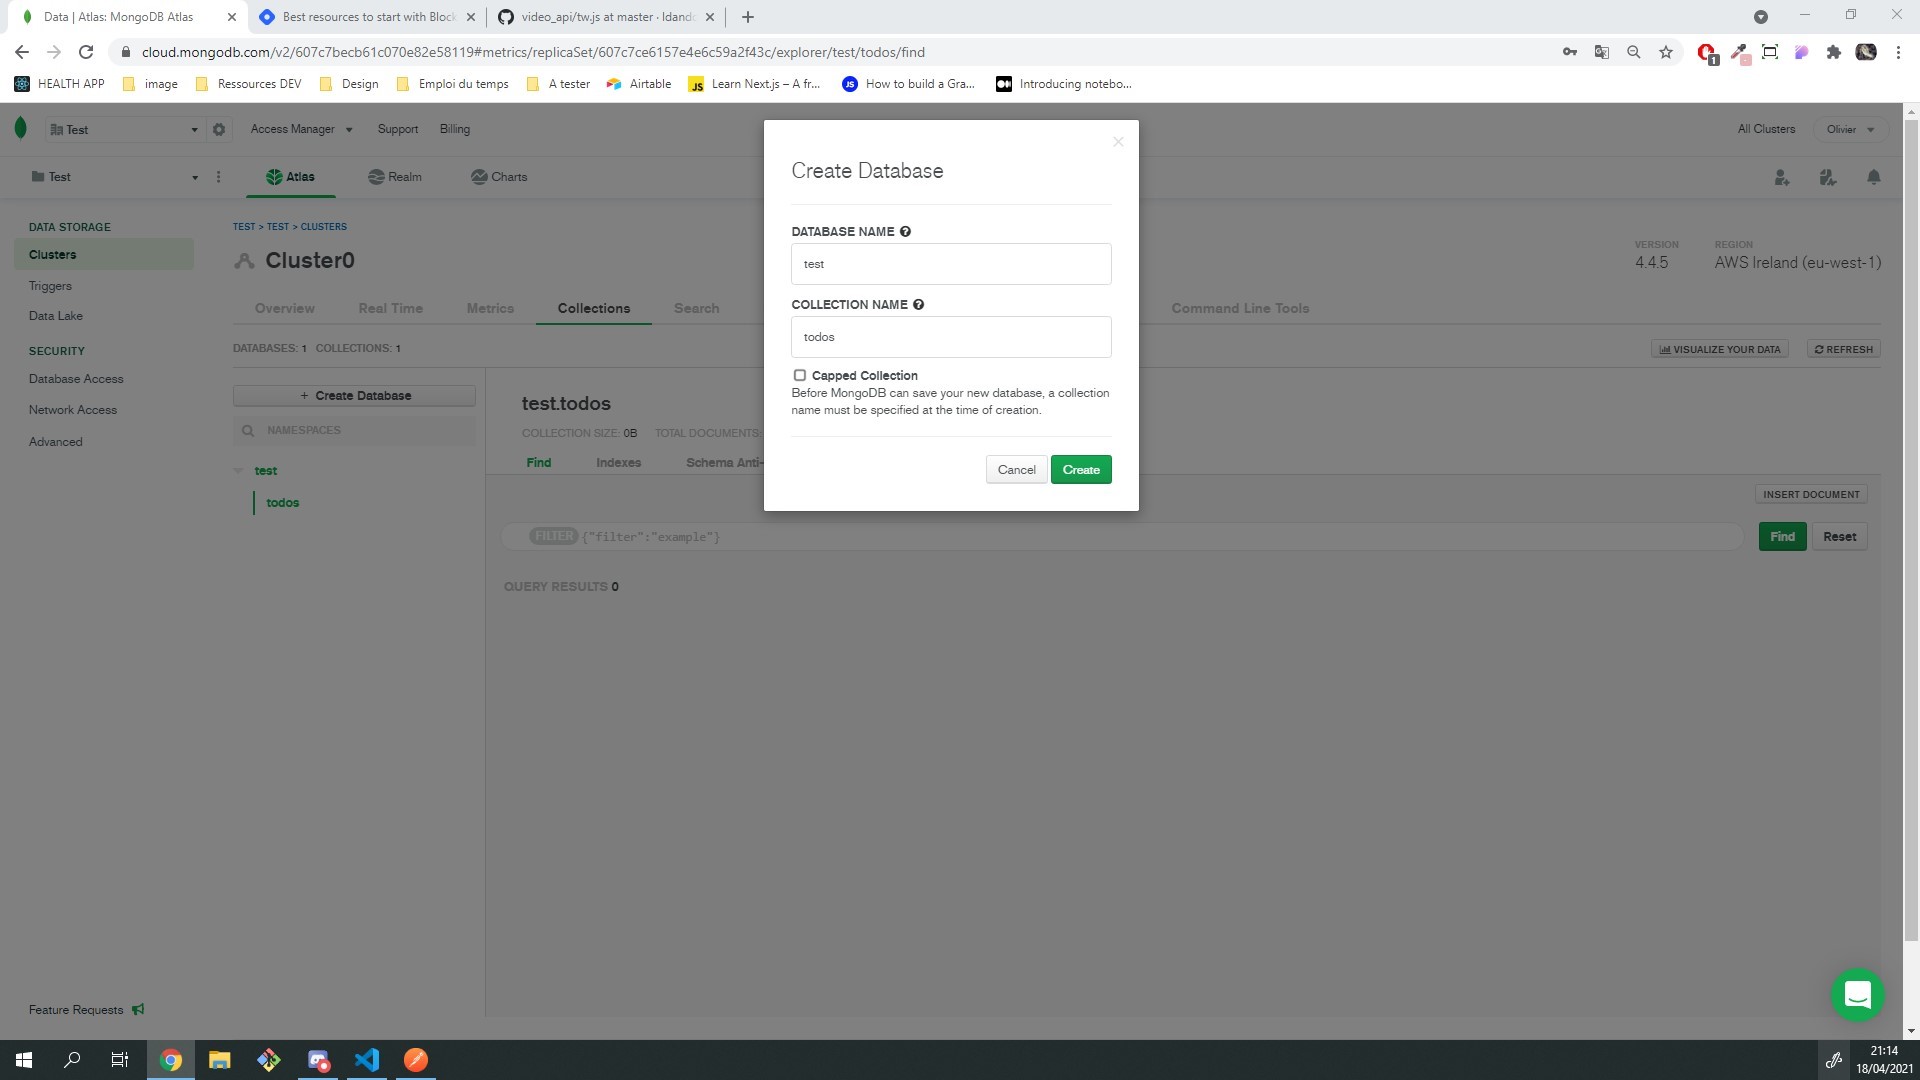 Data | Atlas: MongoDB Atlas
Best resources to start with Block
video_api/tw.js at master · Idando
cloud.mongodb.com/v2/607c7becb61c070e82e58119#metrics/replicaSet/607c7ce6157e4e6c59a2f43c/explorer/test/todos/find
1
HEALTH APP
image
Ressources DEV
Design
Emploi du temps
A tester
Airtable
JS
Learn Next.js – A fr...
JS
How to build a Gra...
Introducing notebo...
Test
Access Manager
Support
Billing
All Clusters
Olivier
Test
Atlas
Realm
Charts
DATA STORAGE
Clusters
Triggers
Data Lake
SECURITY
Database Access
Network Access
Advanced
Feature Requests
TEST > TEST > CLUSTERS
Cluster0
VERSION
4.4.5
REGION
AWS Ireland (eu-west-1)
Overview
Real Time
Metrics
Collections
Search
Command Line Tools
DATABASES: 1 COLLECTIONS: 1
VISUALIZE YOUR DATA
REFRESH
+ Create Database
NAMESPACES
test
todos
test.todos
COLLECTION SIZE: 0B TOTAL DOCUMENTS:
Find
Indexes
Schema Anti-
INSERT DOCUMENT
FILTER {"filter":"example"}
Find
Reset
QUERY RESULTS 0
Create Database
DATABASE NAME ?
test
COLLECTION NAME ?
todos
Capped Collection
Before MongoDB can save your new database, a collection
name must be specified at the time of creation.
Cancel
Create
21:14
18/04/2021